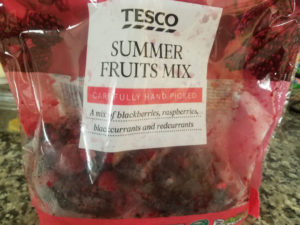 TESCO
SUMMER
FRUITS MIX
CAREFULLY HAND PICKED
A mix of blackberries, raspberries,
blackcurrants and redcurrants